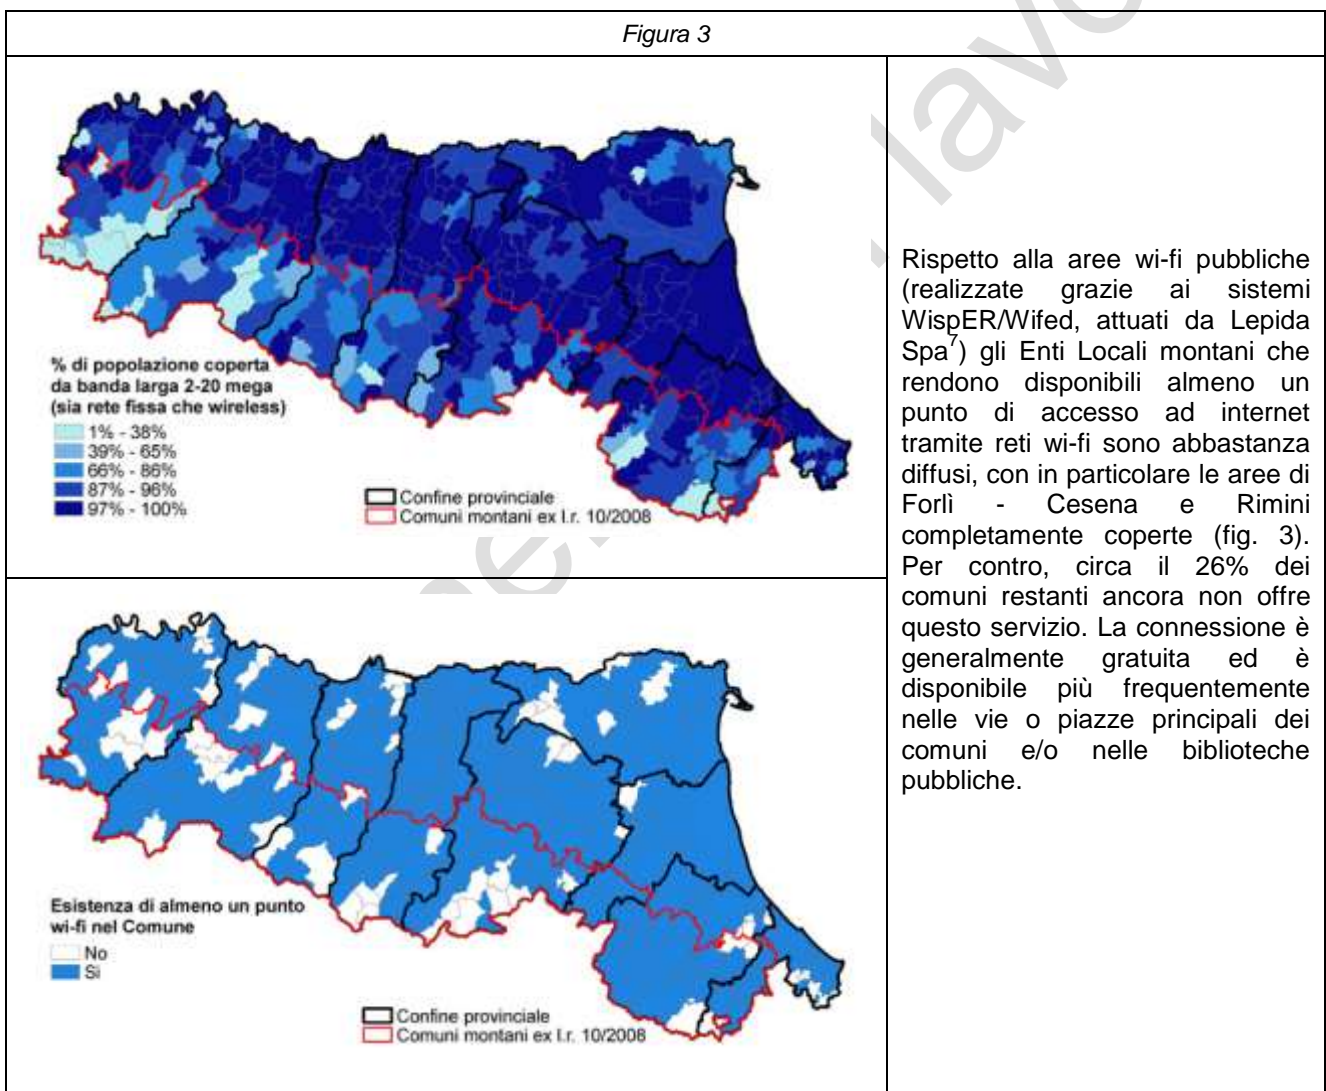 Figura 3
% di popolazione coperta
da banda larga 2-20 mega
(sia rete fissa che wireless)
1% - 38%
39% - 65%
66% - 86%
87% - 96%
97% - 100%
Confine provinciale
Comuni montani ex l.r. 10/2008
Rispetto alla aree wi-fi pubbliche
(realizzate grazie ai sistemi
WispER/Wifed, attuati da Lepida
Spa7) gli Enti Locali montani che
rendono disponibili almeno un
punto di accesso ad internet
tramite reti wi-fi sono abbastanza
diffusi, con in particolare le aree di
Forlì - Cesena e Rimini
completamente coperte (fig. 3).
Per contro, circa il 26% dei
comuni restanti ancora non offre
questo servizio. La connessione è
generalmente gratuita ed è
disponibile più frequentemente
nelle vie o piazze principali dei
comuni e/o nelle biblioteche
pubbliche.
Esistenza di almeno un punto
wi-fi nel Comune
No
Si
Confine provinciale
Comuni montani ex l.r. 10/2008